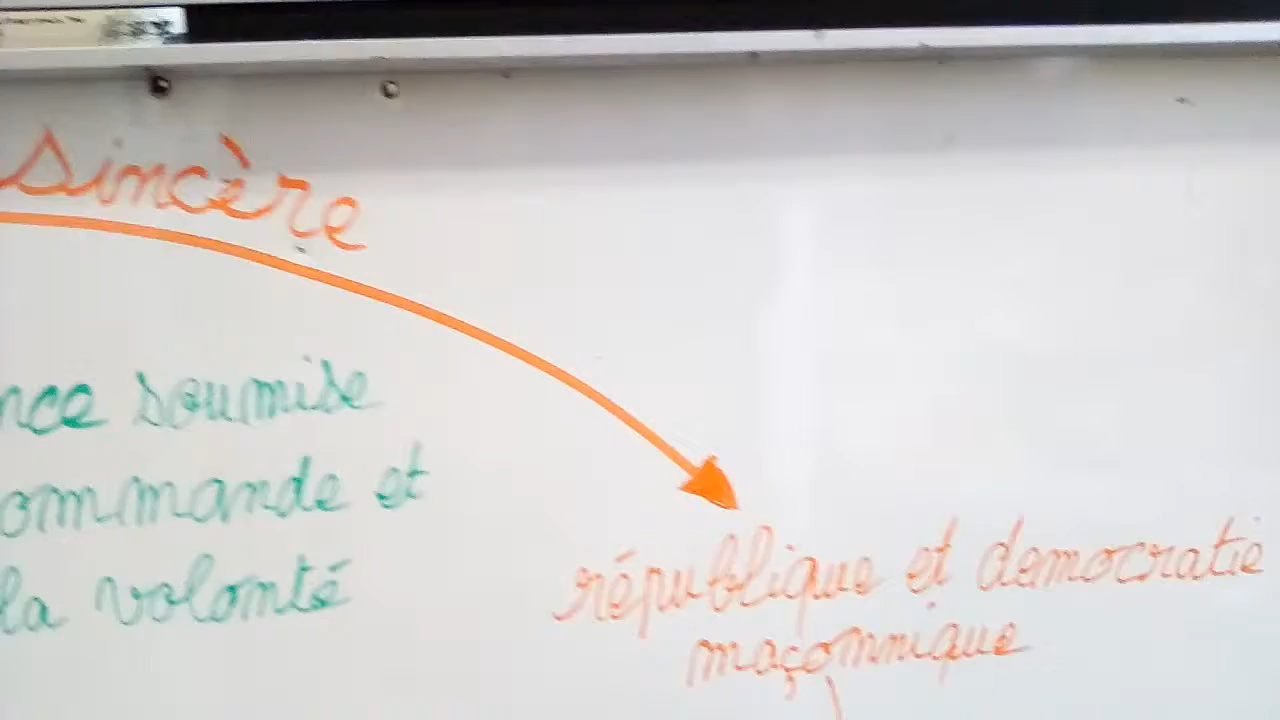 sincère
nce soumise
ommande et
la volonté
république et democratie
maçonnique